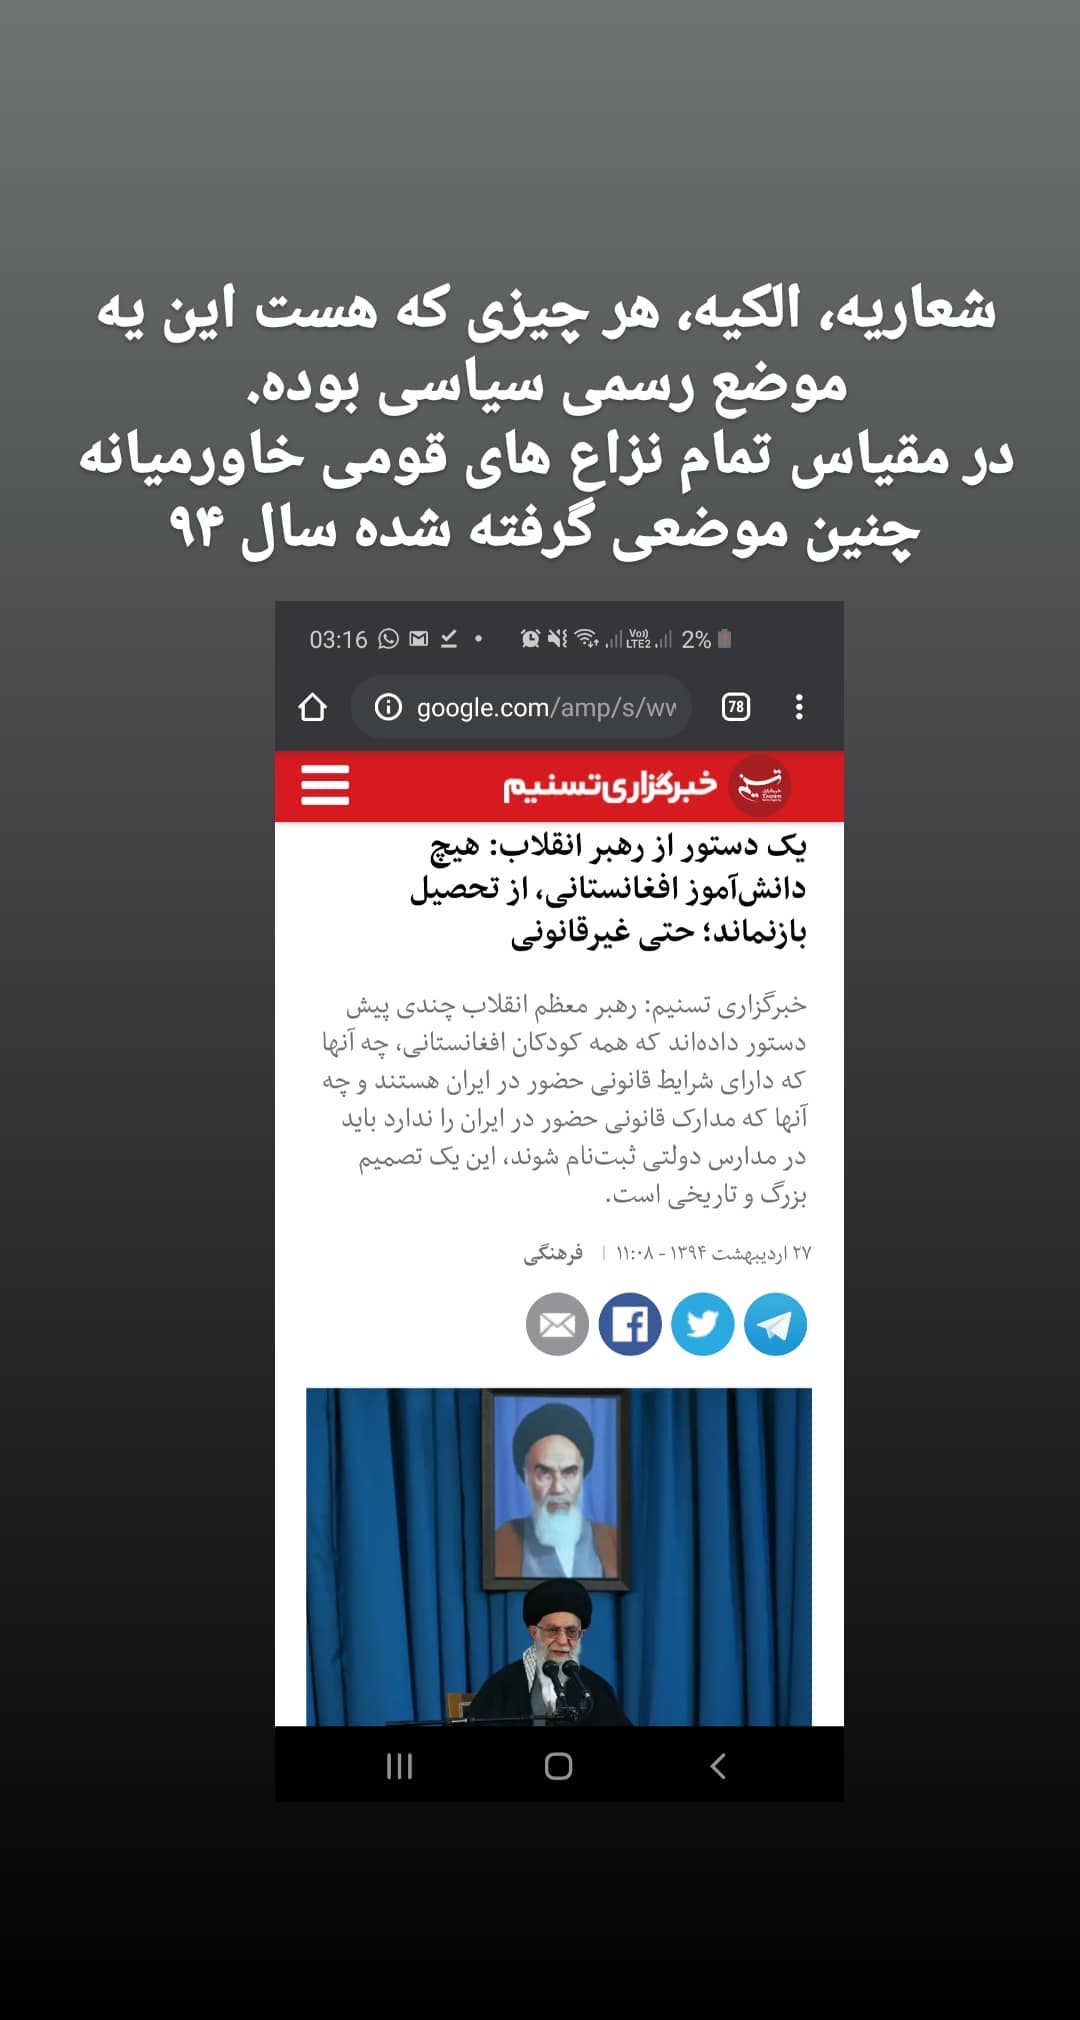 شعاریه، الکیه، هر چیزی که هست این یه
موضع رسمی سیاسی بوده.
در مقیاس تمام نزاع های قومی خاورمیانه
چنین موضعی گرفته شده سال ۹۴
03:16 2%
google.com/amp/s/wv 78
خبرگزاری تسنیم
یک دستور از رهبر انقلاب: هیچ
دانش‌آموز افغانستانی، از تحصیل
بازنماند؛ حتی غیرقانونی
خبرگزاری تسنیم: رهبر معظم انقلاب چندی پیش
دستور داده‌اند که همه کودکان افغانستانی، چه آنها
که دارای شرایط قانونی حضور در ایران هستند و چه
آنها که مدارک قانونی حضور در ایران را ندارد باید
در مدارس دولتی ثبت‌نام شوند، این یک تصمیم
بزرگ و تاریخی است.
۲۷ اردیبهشت ۱۳۹۴ - ۱۱:۰۸ | فرهنگی